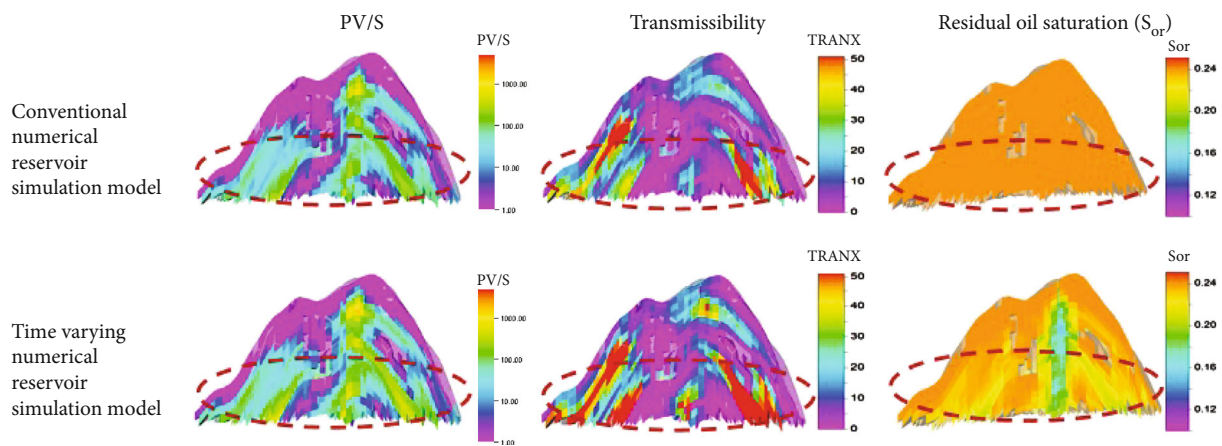 PV/S
Transmissibility
Residual oil saturation (Sor)
Conventional
numerical
reservoir
simulation model
PV/S
1000.00
100.00
10.00
1.00
TRANX
50
40
30
20
10
0
Sor
0.24
0.20
0.16
0.12
Time varying
numerical
reservoir
simulation model
PV/S
1000.00
100.00
10.00
1.00
TRANX
50
40
30
20
10
0
Sor
0.24
0.20
0.16
0.12